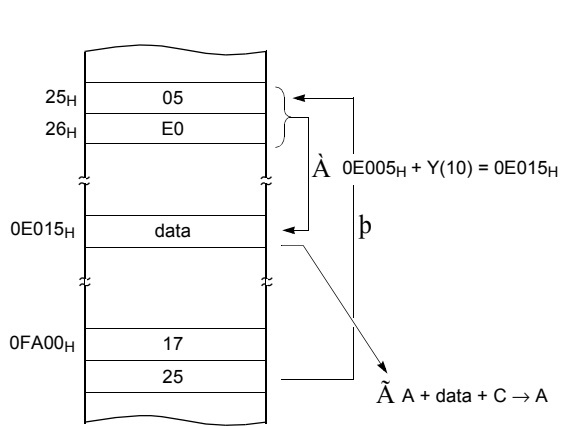 25H 05
26H E0
À 0E005H + Y(10) = 0E015H
0E015H data
þ
0FA00H 17
25
Ã A + data + C → A